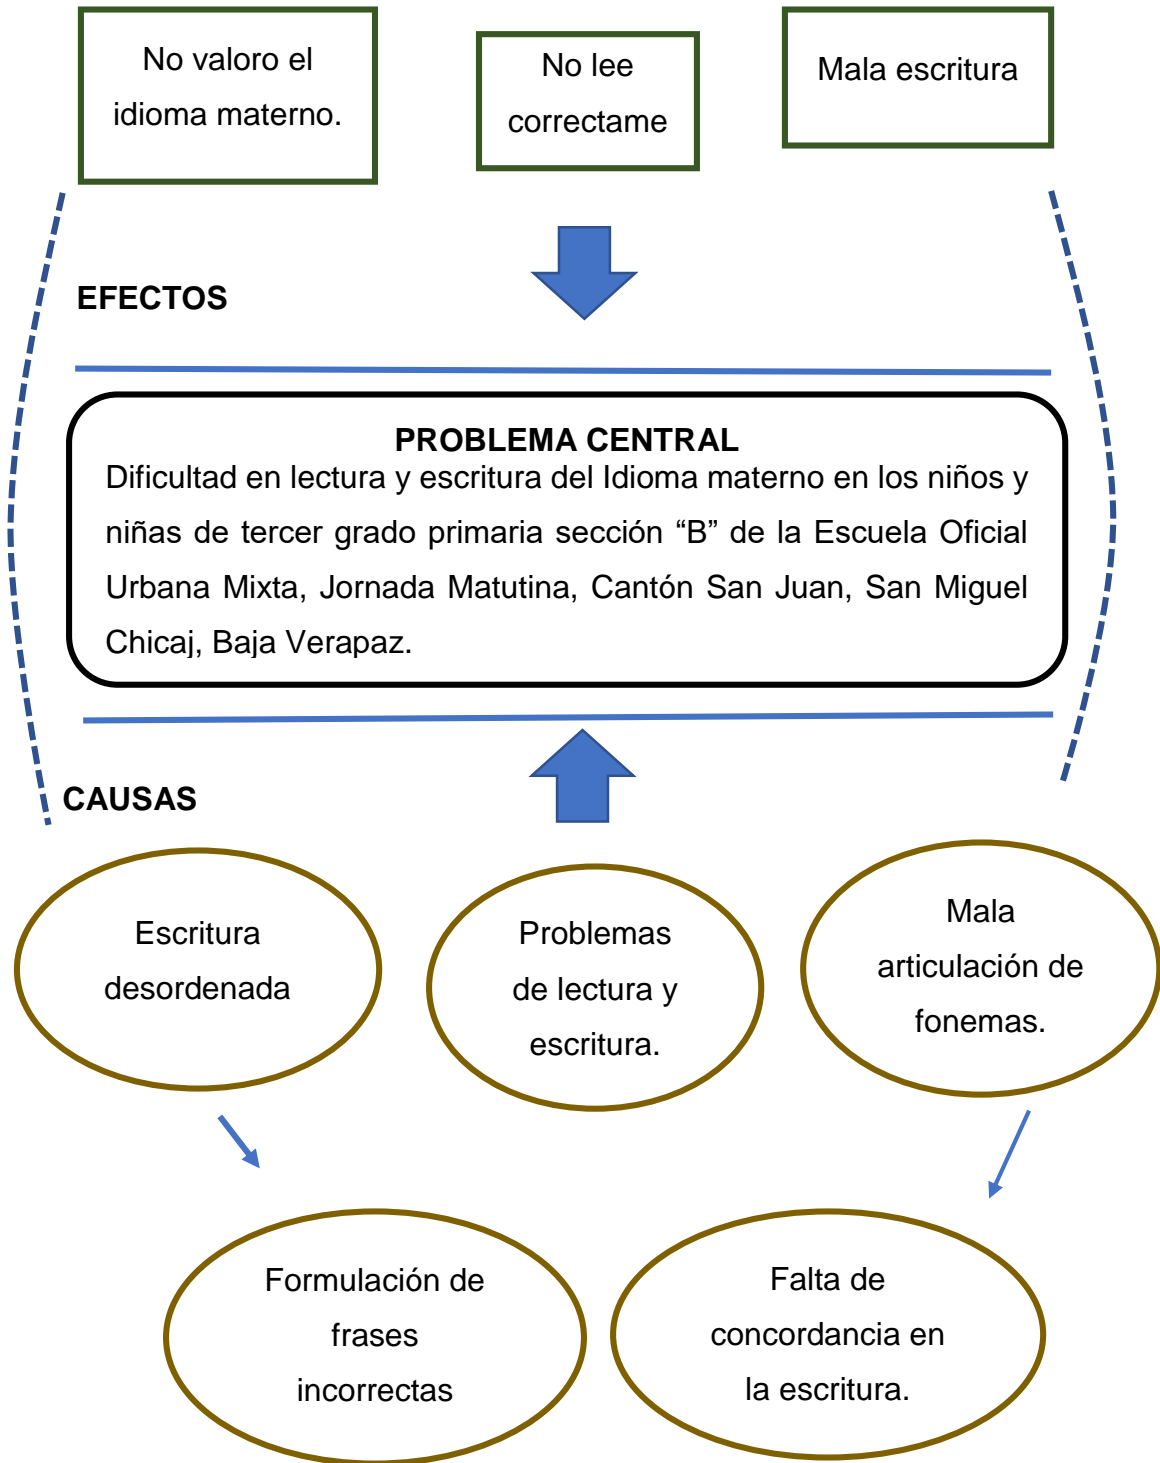 No valoro el
idioma materno.
No lee
correctame
Mala escritura
EFECTOS
PROBLEMA CENTRAL
Dificultad en lectura y escritura del Idioma materno en los niños y
niñas de tercer grado primaria sección “B” de la Escuela Oficial
Urbana Mixta, Jornada Matutina, Cantón San Juan, San Miguel
Chicaj, Baja Verapaz.
CAUSAS
Escritura
desordenada
Problemas
de lectura y
escritura.
Mala
articulación de
fonemas.
Formulación de
frases
incorrectas
Falta de
concordancia en
la escritura.